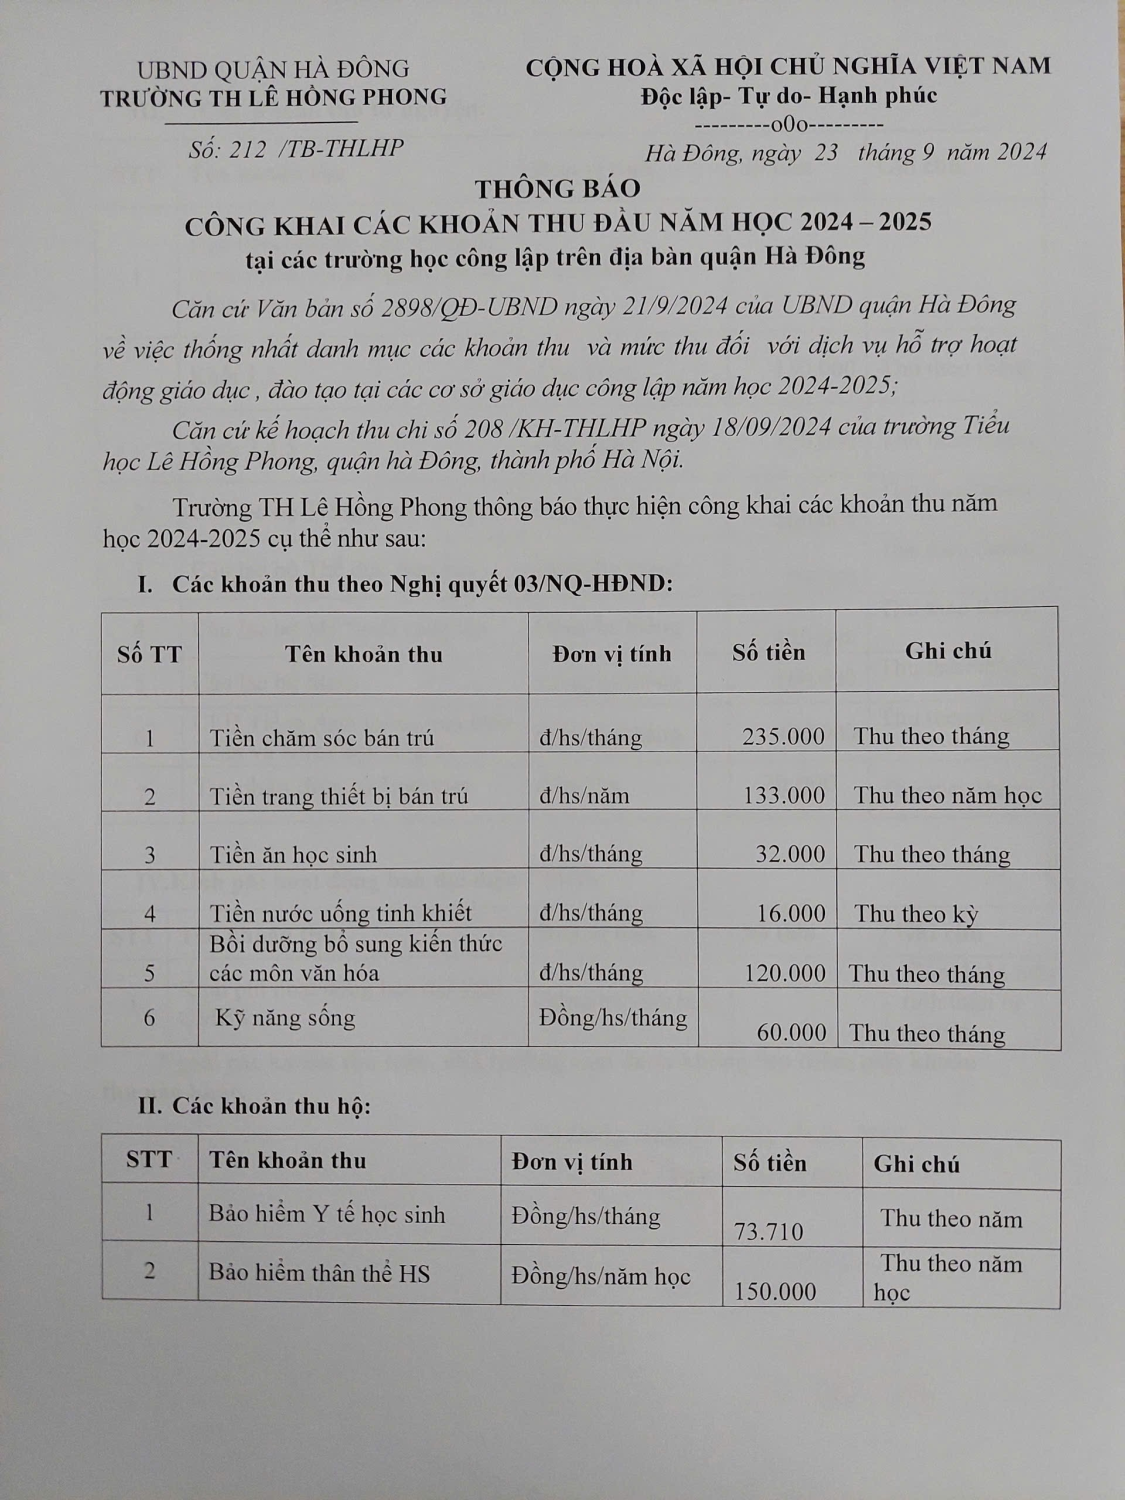 UBND QUẬN HÀ ĐÔNG
TRƯỜNG TH LÊ HỒNG PHONG
Số: 212 /TB-THLHP
CỘNG HOÀ XÃ HỘI CHỦ NGHĨA VIỆT NAM
Độc lập- Tự do- Hạnh phúc
---------o0o---------
Hà Đông, ngày 23 tháng 9 năm 2024
THÔNG BÁO
CÔNG KHAI CÁC KHOẢN THU ĐẦU NĂM HỌC 2024 – 2025
tại các trường học công lập trên địa bàn quận Hà Đông
Căn cứ Văn bản số 2898/QĐ-UBND ngày 21/9/2024 của UBND quận Hà Đông
về việc thống nhất danh mục các khoản thu và mức thu đối với dịch vụ hỗ trợ hoạt
động giáo dục , đào tạo tại các cơ sở giáo dục công lập năm học 2024-2025;
Căn cứ kế hoạch thu chi số 208 /KH-THLHP ngày 18/09/2024 của trường Tiểu
học Lê Hồng Phong, quận hà Đông, thành phố Hà Nội.
Trường TH Lê Hồng Phong thông báo thực hiện công khai các khoản thu năm
học 2024-2025 cụ thể như sau:
I. Các khoản thu theo Nghị quyết 03/NQ-HĐND:
Số TT Tên khoản thu Đơn vị tính Số tiền Ghi chú
1 Tiền chăm sóc bán trú đ/hs/tháng 235.000 Thu theo tháng
2 Tiền trang thiết bị bán trú đ/hs/năm 133.000 Thu theo năm học
3 Tiền ăn học sinh đ/hs/tháng 32.000 Thu theo tháng
4 Tiền nước uống tinh khiết đ/hs/tháng 16.000 Thu theo kỳ
Bồi dưỡng bổ sung kiến thức
5 các môn văn hóa đ/hs/tháng 120.000 Thu theo tháng
6 Kỹ năng sống Đồng/hs/tháng 60.000 Thu theo tháng
II. Các khoản thu hộ:
STT Tên khoản thu Đơn vị tính Số tiền Ghi chú
1 Bảo hiểm Y tế học sinh Đồng/hs/tháng 73.710 Thu theo năm
2 Bảo hiểm thân thể HS Đồng/hs/năm học 150.000 Thu theo năm
học